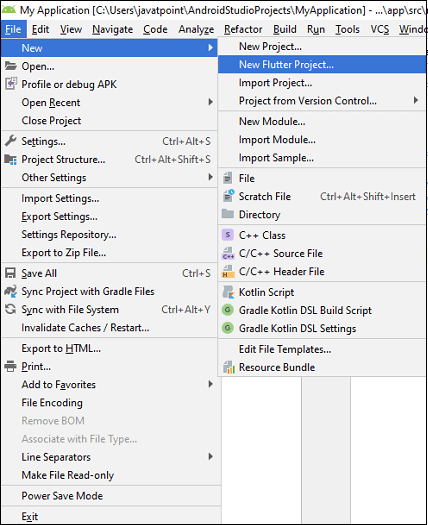 My Application [C:\Users\javatpoint\AndroidStudioProjects\MyApplication] - ...\app\src\
File Edit View Navigate Code Analyze Refactor Build Run Tools VCS Windo
New
Open...
Profile or debug APK
Open Recent
Close Project
Settings... Ctrl+Alt+S
Project Structure... Ctrl+Alt+Shift+S
Other Settings
Import Settings...
Export Settings...
Settings Repository...
Export to Zip File...
Save All Ctrl+S
Sync Project with Gradle Files
Sync with File System Ctrl+Alt+Y
Invalidate Caches / Restart...
Export to HTML...
Print...
Add to Favorites
File Encoding
Remove BOM
Associate with File Type...
Line Separators
Make File Read-only
Power Save Mode
Exit
New Project...
New Flutter Project...
Import Project...
Project from Version Control...
New Module...
Import Module...
Import Sample...
File
Scratch File Ctrl+Alt+Shift+Insert
Directory
S C++ Class
C++ C/C++ Source File
H C/C++ Header File
Kotlin Script
G Gradle Kotlin DSL Build Script
G Gradle Kotlin DSL Settings
Edit File Templates...
Resource Bundle